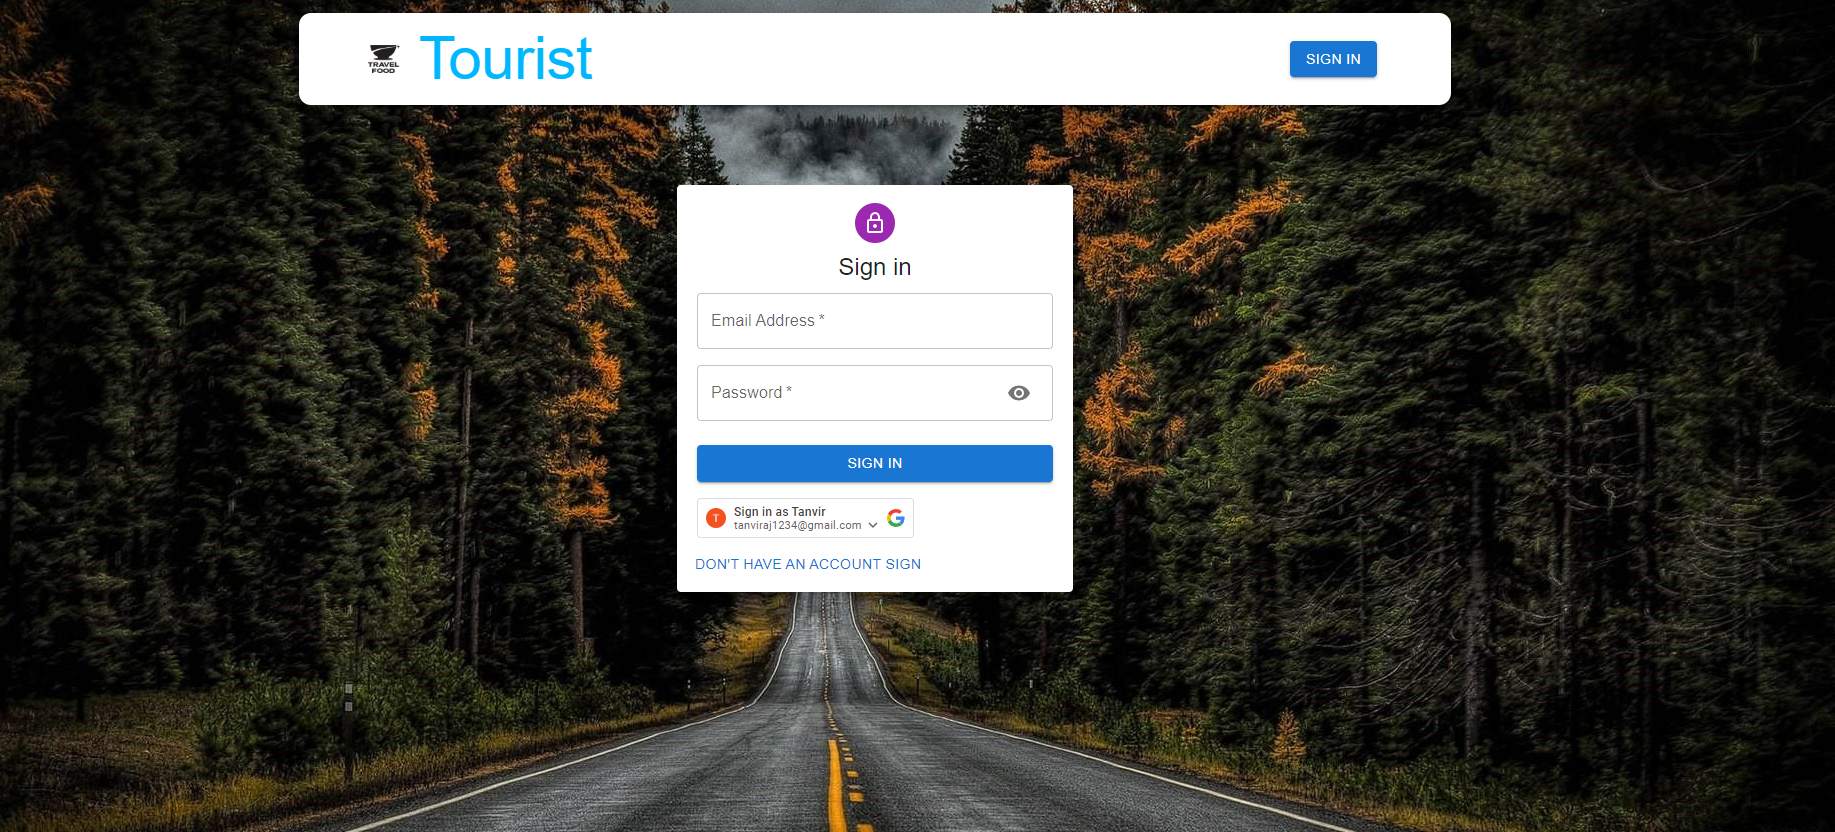 TRAVEL
FOOD
Tourist
SIGN IN
Sign in
Email Address *
Password *
SIGN IN
T
Sign in as Tanvir
tanviraj1234@gmail.com
DON'T HAVE AN ACCOUNT SIGN